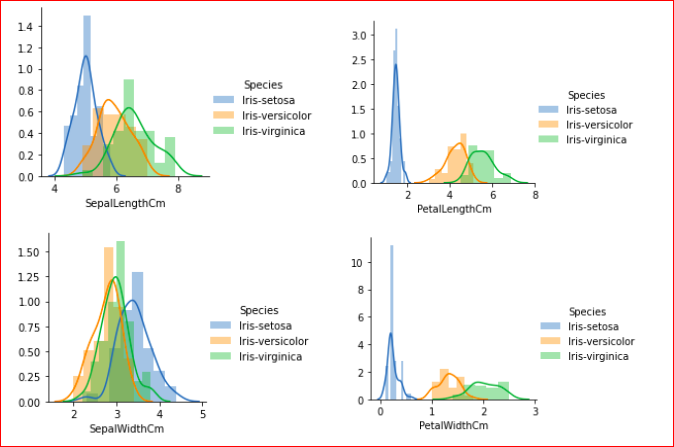 1.4
1.2
1.0
0.8
0.6
0.4
0.2
0.0
4 6 8
SepalLengthCm
Species
Iris-setosa
Iris-versicolor
Iris-virginica
3.0
2.5
2.0
1.5
1.0
0.5
0.0
2 4 6 8
PetalLengthCm
Species
Iris-setosa
Iris-versicolor
Iris-virginica
1.50
1.25
1.00
0.75
0.50
0.25
0.00
2 3 4 5
SepalWidthCm
Species
Iris-setosa
Iris-versicolor
Iris-virginica
10
8
6
4
2
0
0 1 2 3
PetalWidthCm
Species
Iris-setosa
Iris-versicolor
Iris-virginica